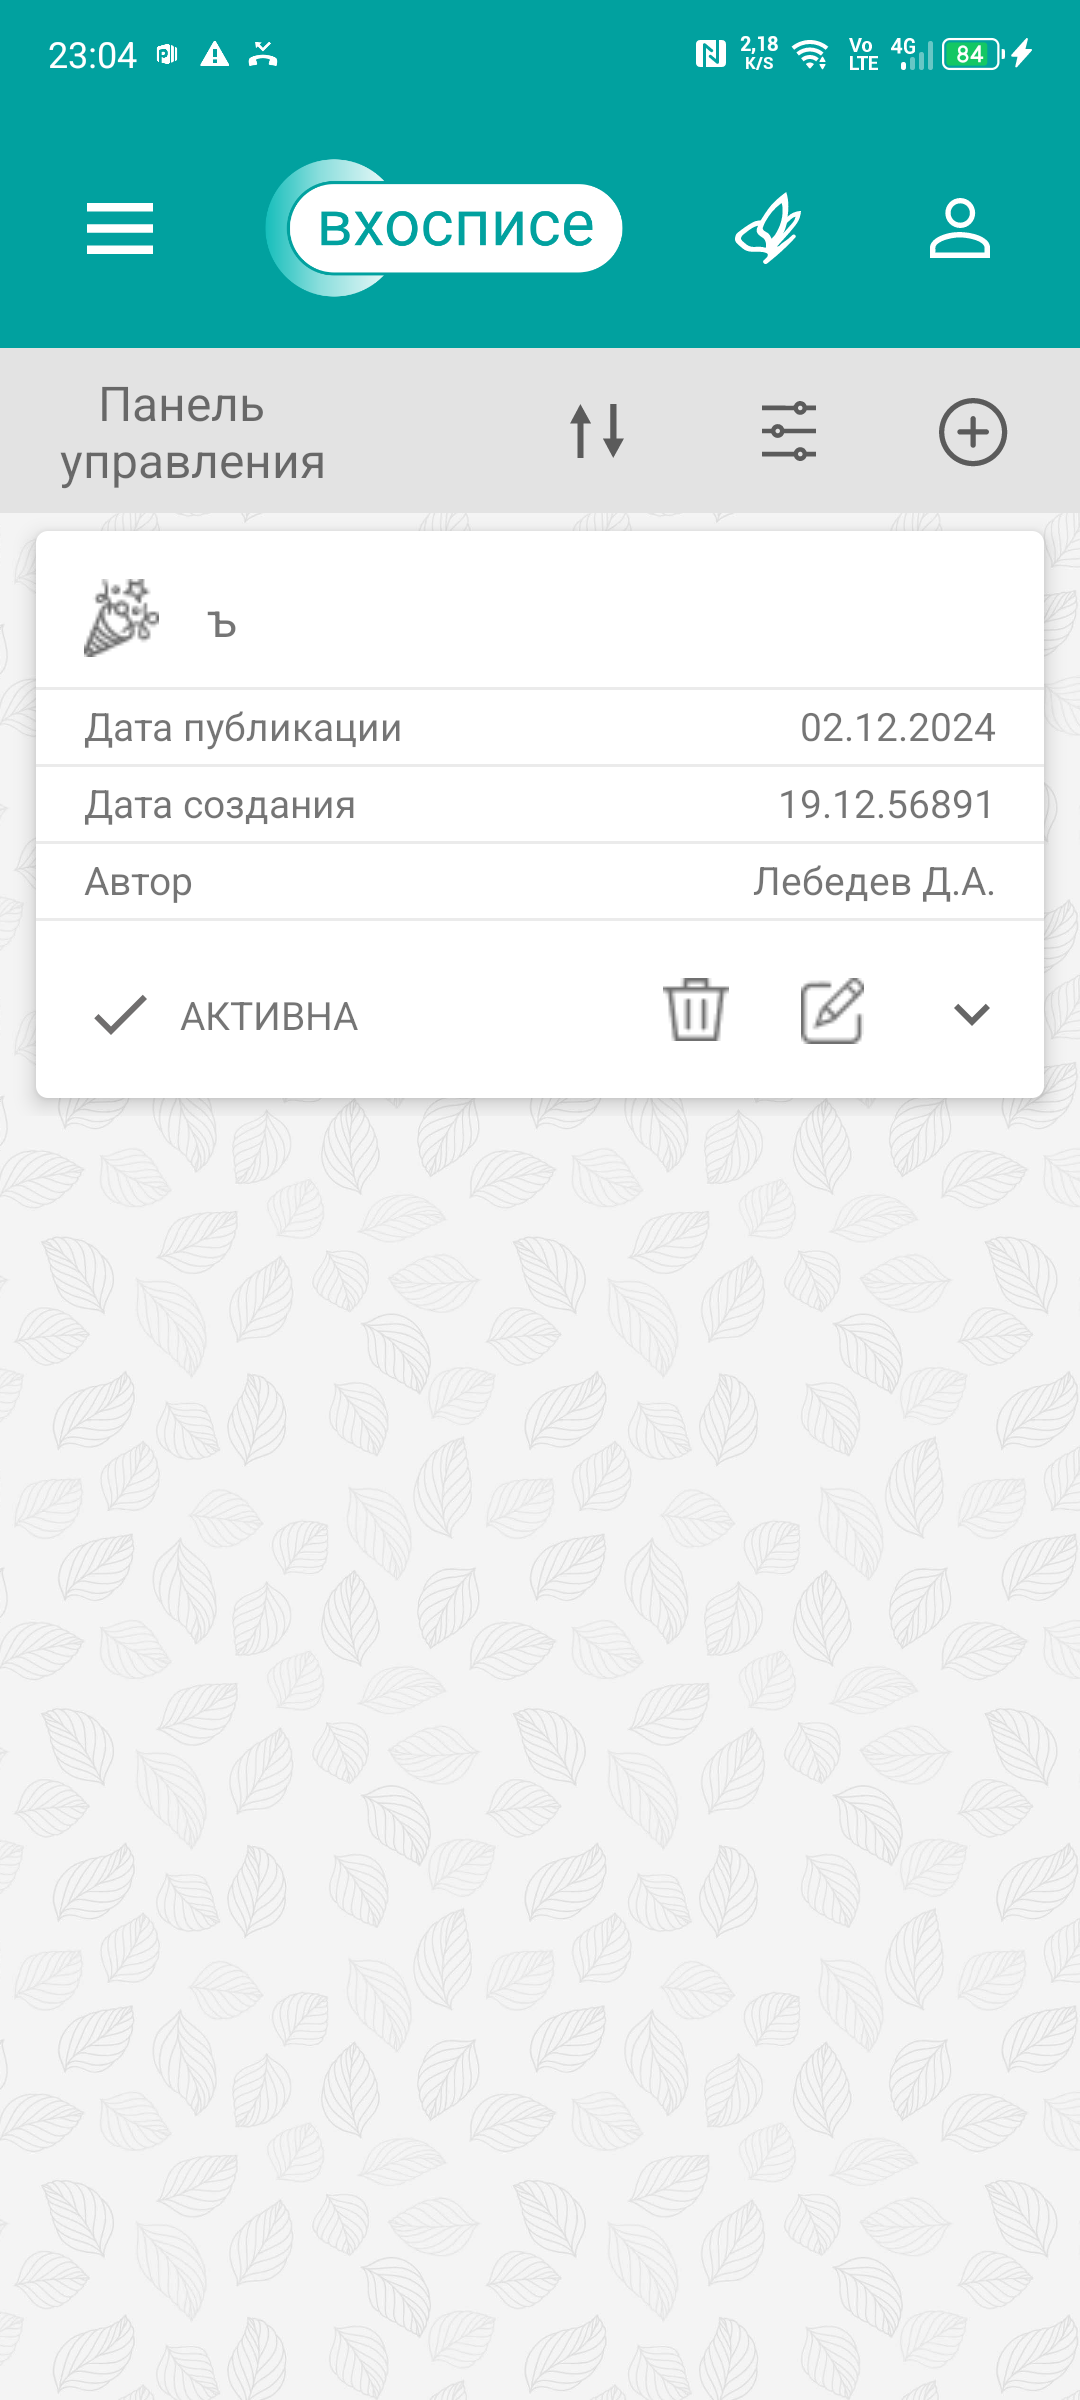 23:04 2,18 K/S Vo LTE 4G 84
вхосписе
Панель
управления
ъ
Дата публикации 02.12.2024
Дата создания 19.12.56891
Автор Лебедев Д.А.
АКТИВНА